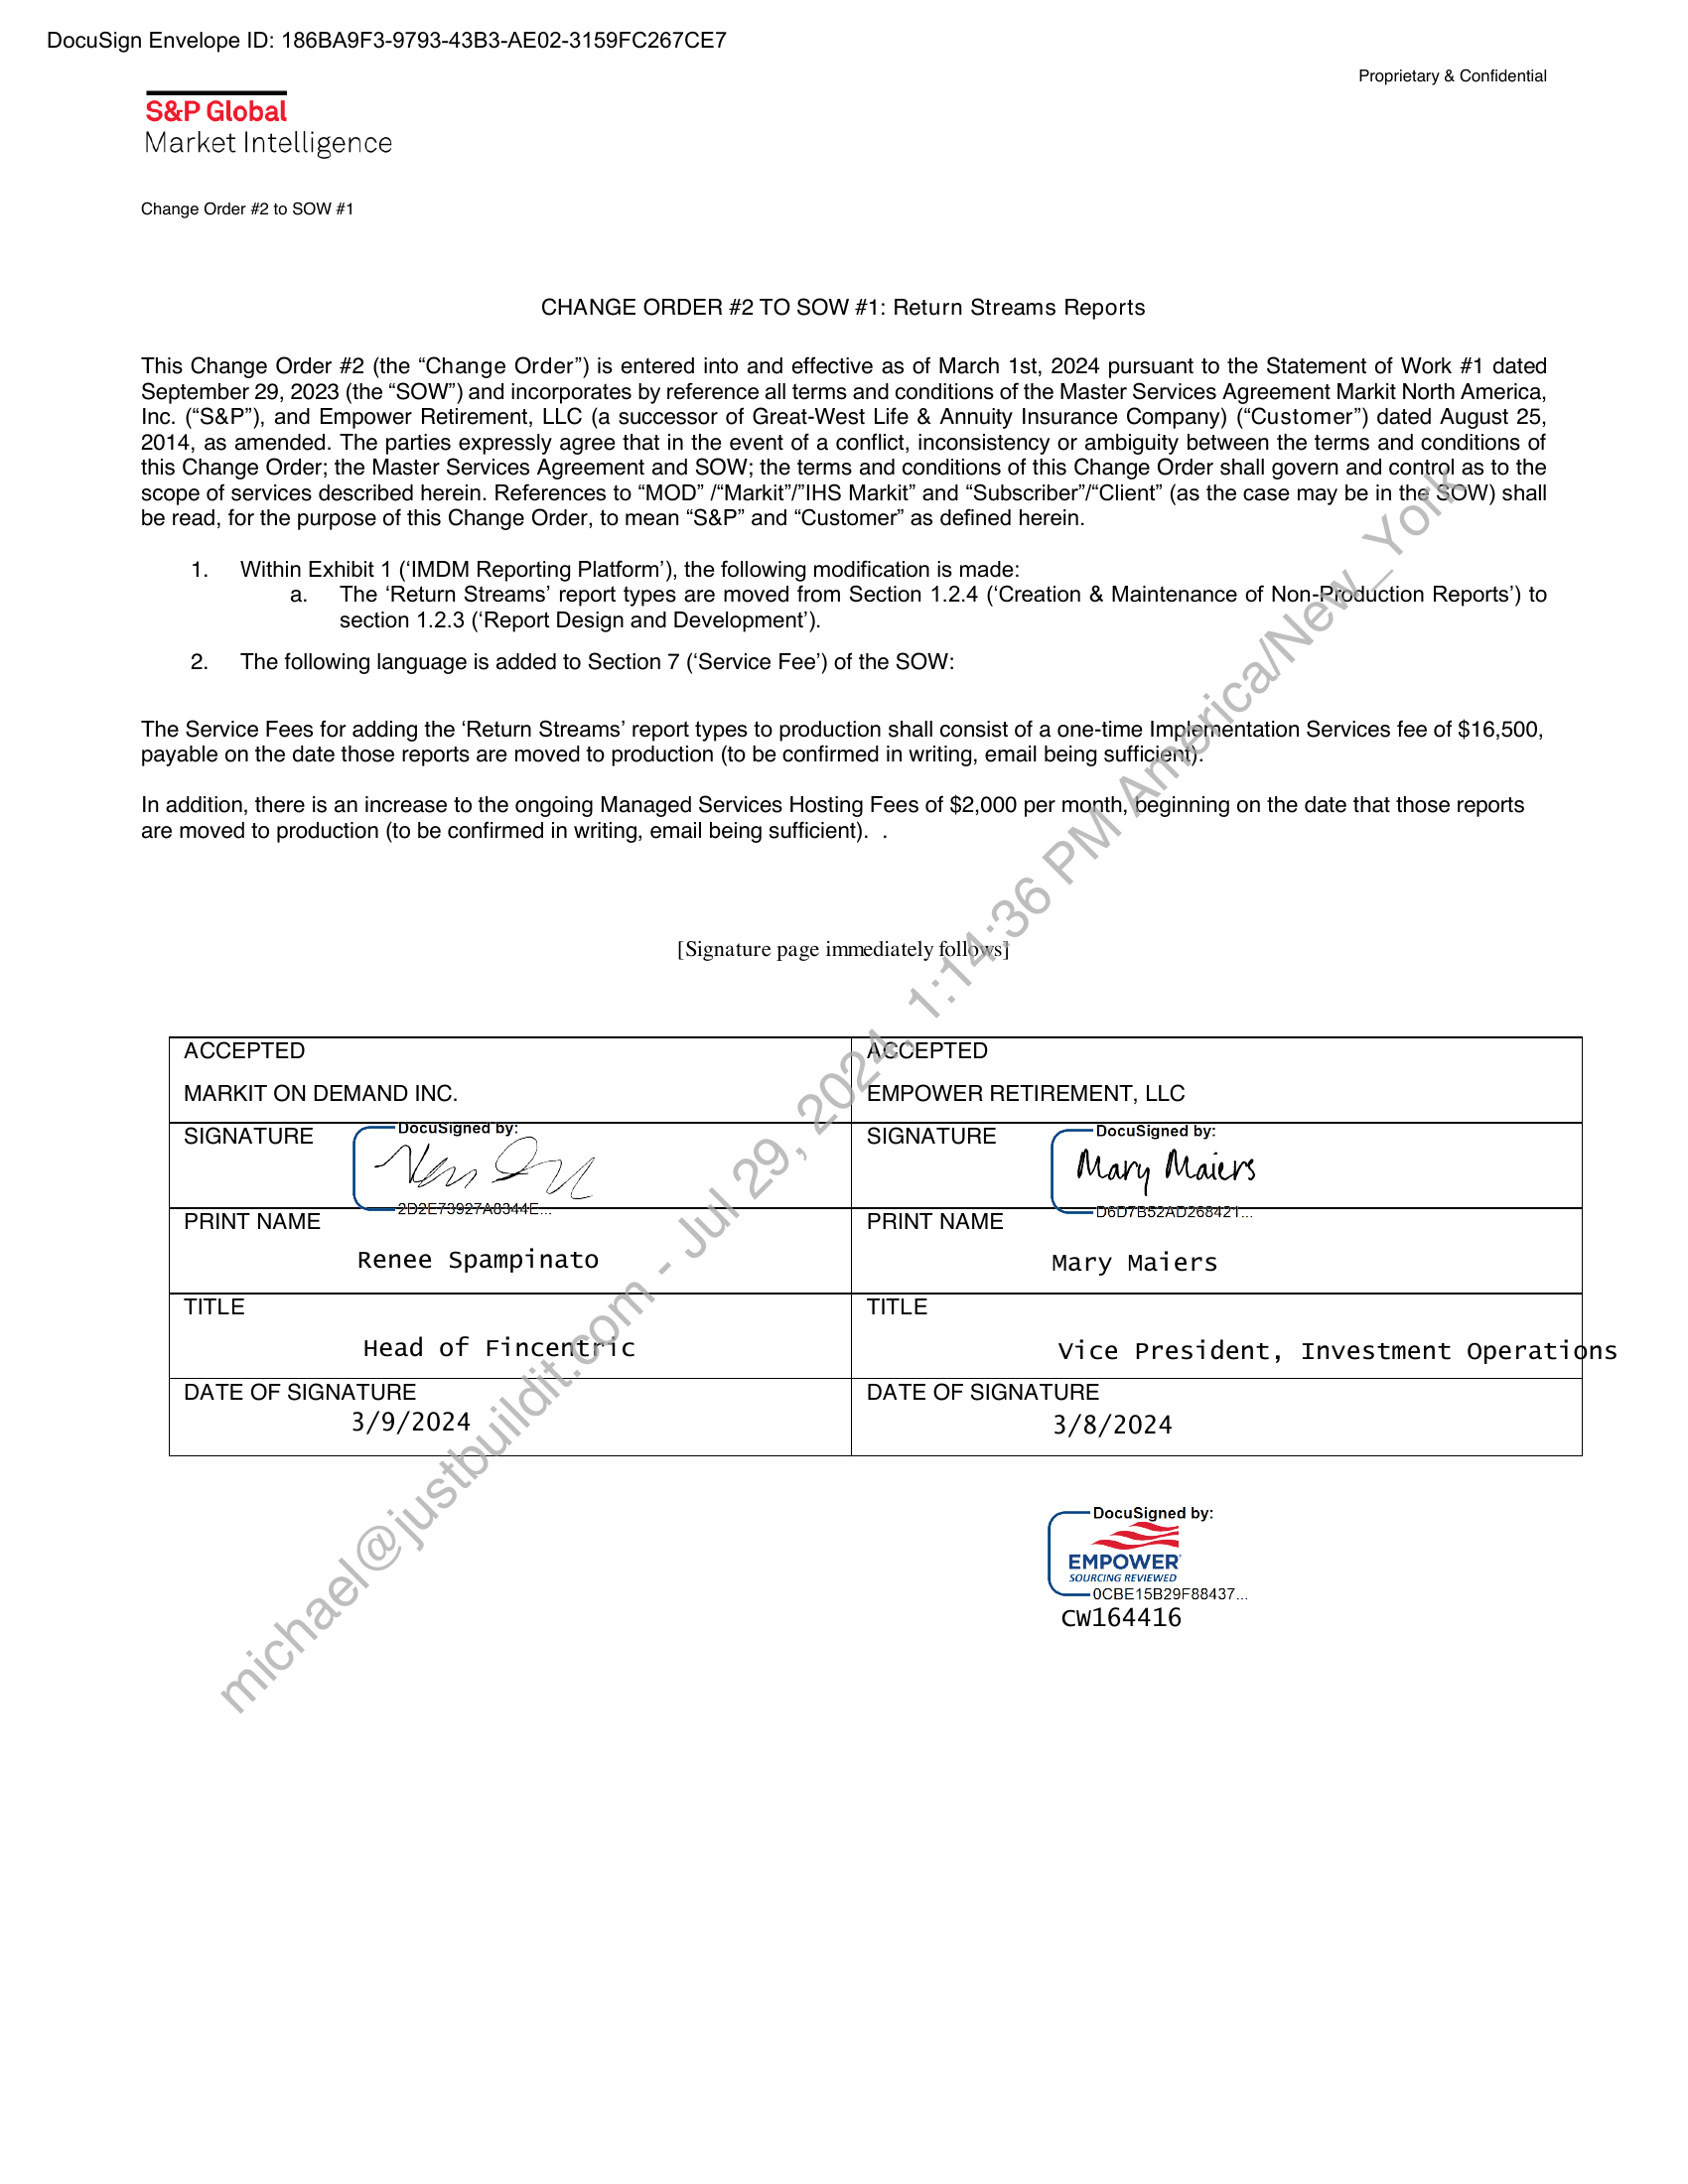 DocuSign Envelope ID: 186BA9F3-9793-43B3-AE02-3159FC267CE7
Proprietary & Confidential
S&P Global
Market Intelligence
Change Order #2 to SOW #1
CHANGE ORDER #2 TO SOW #1: Return Streams Reports
This Change Order #2 (the “Change Order”) is entered into and effective as of March 1st, 2024 pursuant to the Statement of Work #1 dated
September 29, 2023 (the “SOW”) and incorporates by reference all terms and conditions of the Master Services Agreement Markit North America,
Inc. (“S&P”), and Empower Retirement, LLC (a successor of Great-West Life & Annuity Insurance Company) (“Customer”) dated August 25,
2014, as amended. The parties expressly agree that in the event of a conflict, inconsistency or ambiguity between the terms and conditions of
this Change Order; the Master Services Agreement and SOW; the terms and conditions of this Change Order shall govern and control as to the
scope of services described herein. References to “MOD” /“Markit”/”IHS Markit” and “Subscriber”/“Client” (as the case may be in the SOW) shall
be read, for the purpose of this Change Order, to mean “S&P” and “Customer” as defined herein.
1. Within Exhibit 1 (‘IMDM Reporting Platform’), the following modification is made:
a. The ‘Return Streams’ report types are moved from Section 1.2.4 (‘Creation & Maintenance of Non-Production Reports’) to
section 1.2.3 (‘Report Design and Development’).
2. The following language is added to Section 7 (‘Service Fee’) of the SOW:
The Service Fees for adding the ‘Return Streams’ report types to production shall consist of a one-time Implementation Services fee of $16,500,
payable on the date those reports are moved to production (to be confirmed in writing, email being sufficient).
In addition, there is an increase to the ongoing Managed Services Hosting Fees of $2,000 per month, beginning on the date that those reports
are moved to production (to be confirmed in writing, email being sufficient). .
[Signature page immediately follows]
ACCEPTED
MARKIT ON DEMAND INC.
ACCEPTED
EMPOWER RETIREMENT, LLC
SIGNATURE
DocuSigned by:
2D2E73927A8344E...
SIGNATURE
DocuSigned by:
Mary Maiers
D6D7B52AD268421...
PRINT NAME
Renee Spampinato
PRINT NAME
Mary Maiers
TITLE
Head of Fincentric
TITLE
Vice President, Investment Operations
DATE OF SIGNATURE
3/9/2024
DATE OF SIGNATURE
3/8/2024
DocuSigned by:
EMPOWER
SOURCING REVIEWED
0CBE15B29F88437...
CW164416
michael@justbuildit.com - Jul 29, 2024, 1:14:36 PM America/New_York